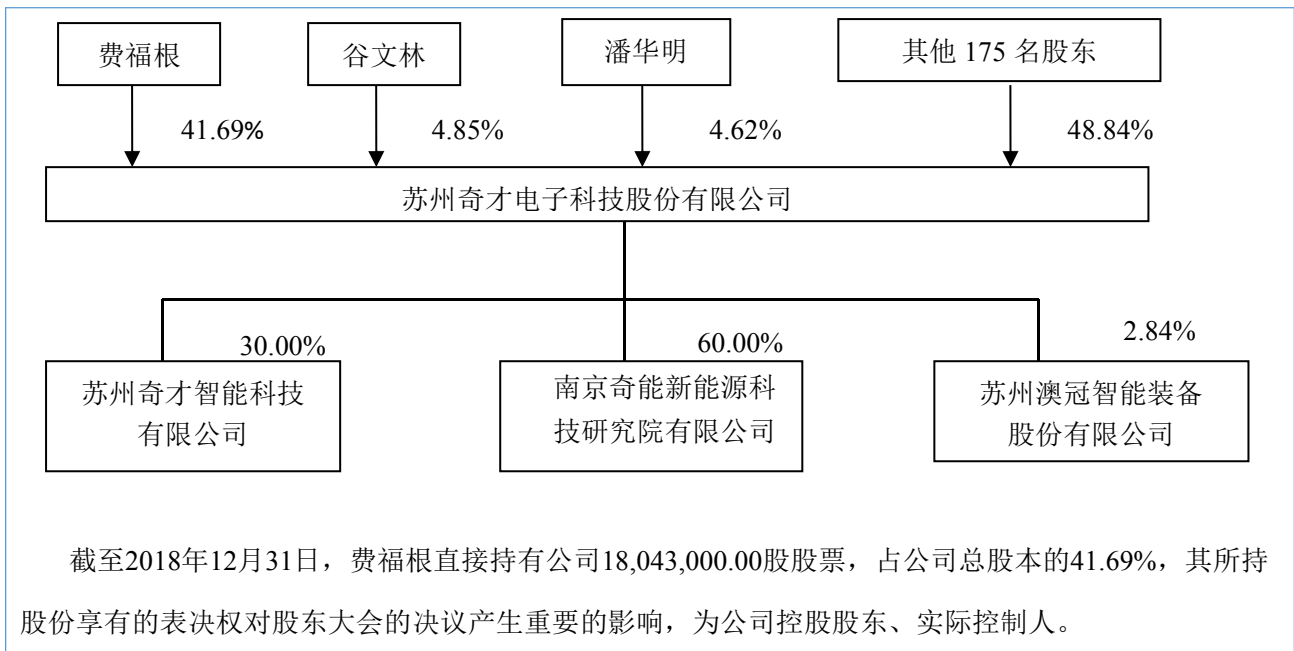 费福根
谷文林
潘华明
其他 175 名股东
41.69%
4.85%
4.62%
48.84%
苏州奇才电子科技股份有限公司
30.00%
60.00%
2.84%
苏州奇才智能科技
有限公司
南京奇能新能源科
技研究院有限公司
苏州澳冠智能装备
股份有限公司
截至2018年12月31日，费福根直接持有公司18,043,000.00股股票，占公司总股本的41.69%，其所持
股份享有的表决权对股东大会的决议产生重要的影响，为公司控股股东、实际控制人。